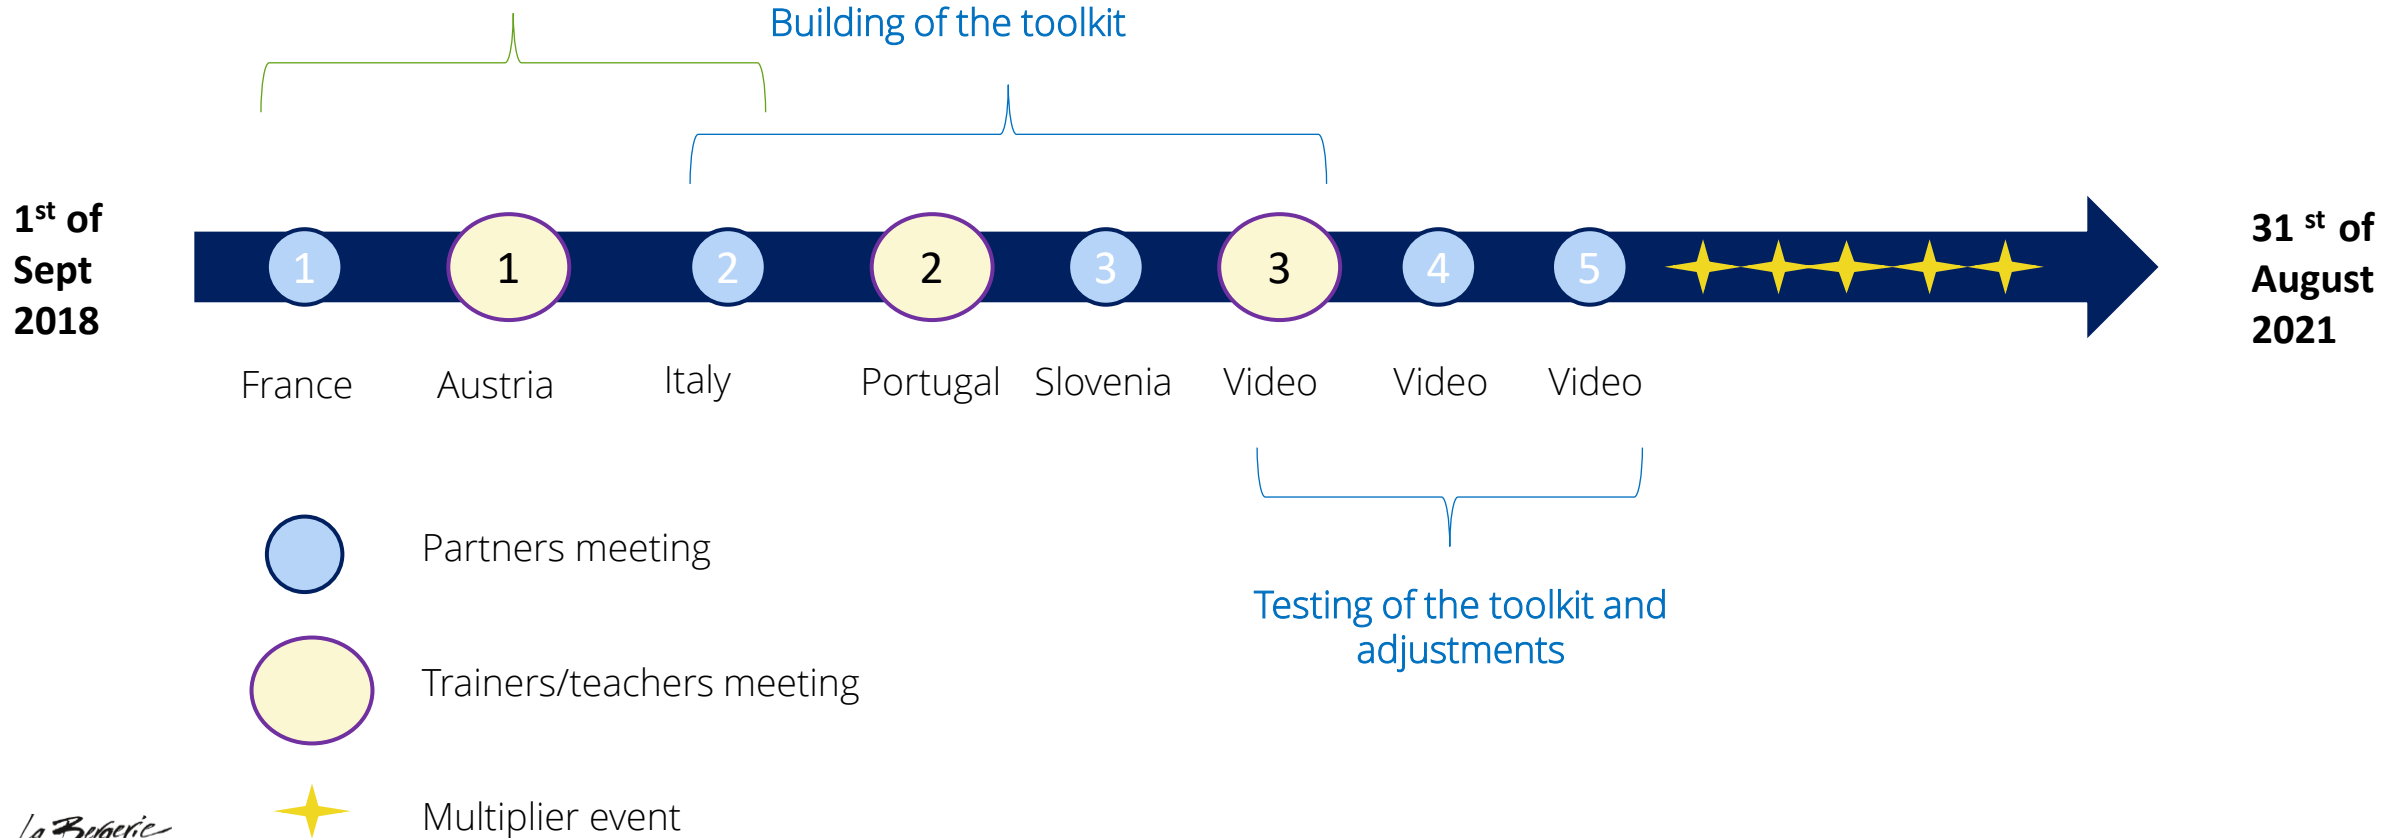 Building of the toolkit
1st of
Sept
2018
1
1
2
2
3
3
4
5
31 st of
August
2021
France
Austria
Italy
Portugal
Slovenia
Video
Video
Video
Testing of the toolkit and
adjustments
Partners meeting
Trainers/teachers meeting
Multiplier event
La Bergerie